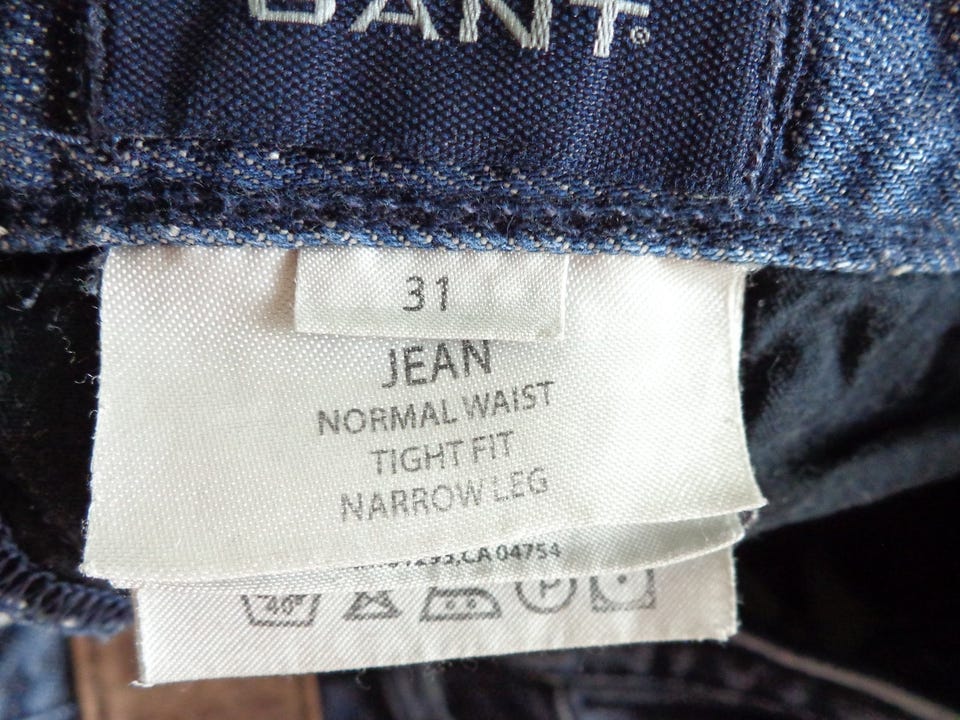 GANT®
31
JEAN
NORMAL WAIST
TIGHT FIT
NARROW LEG
CA 04754
40°
P